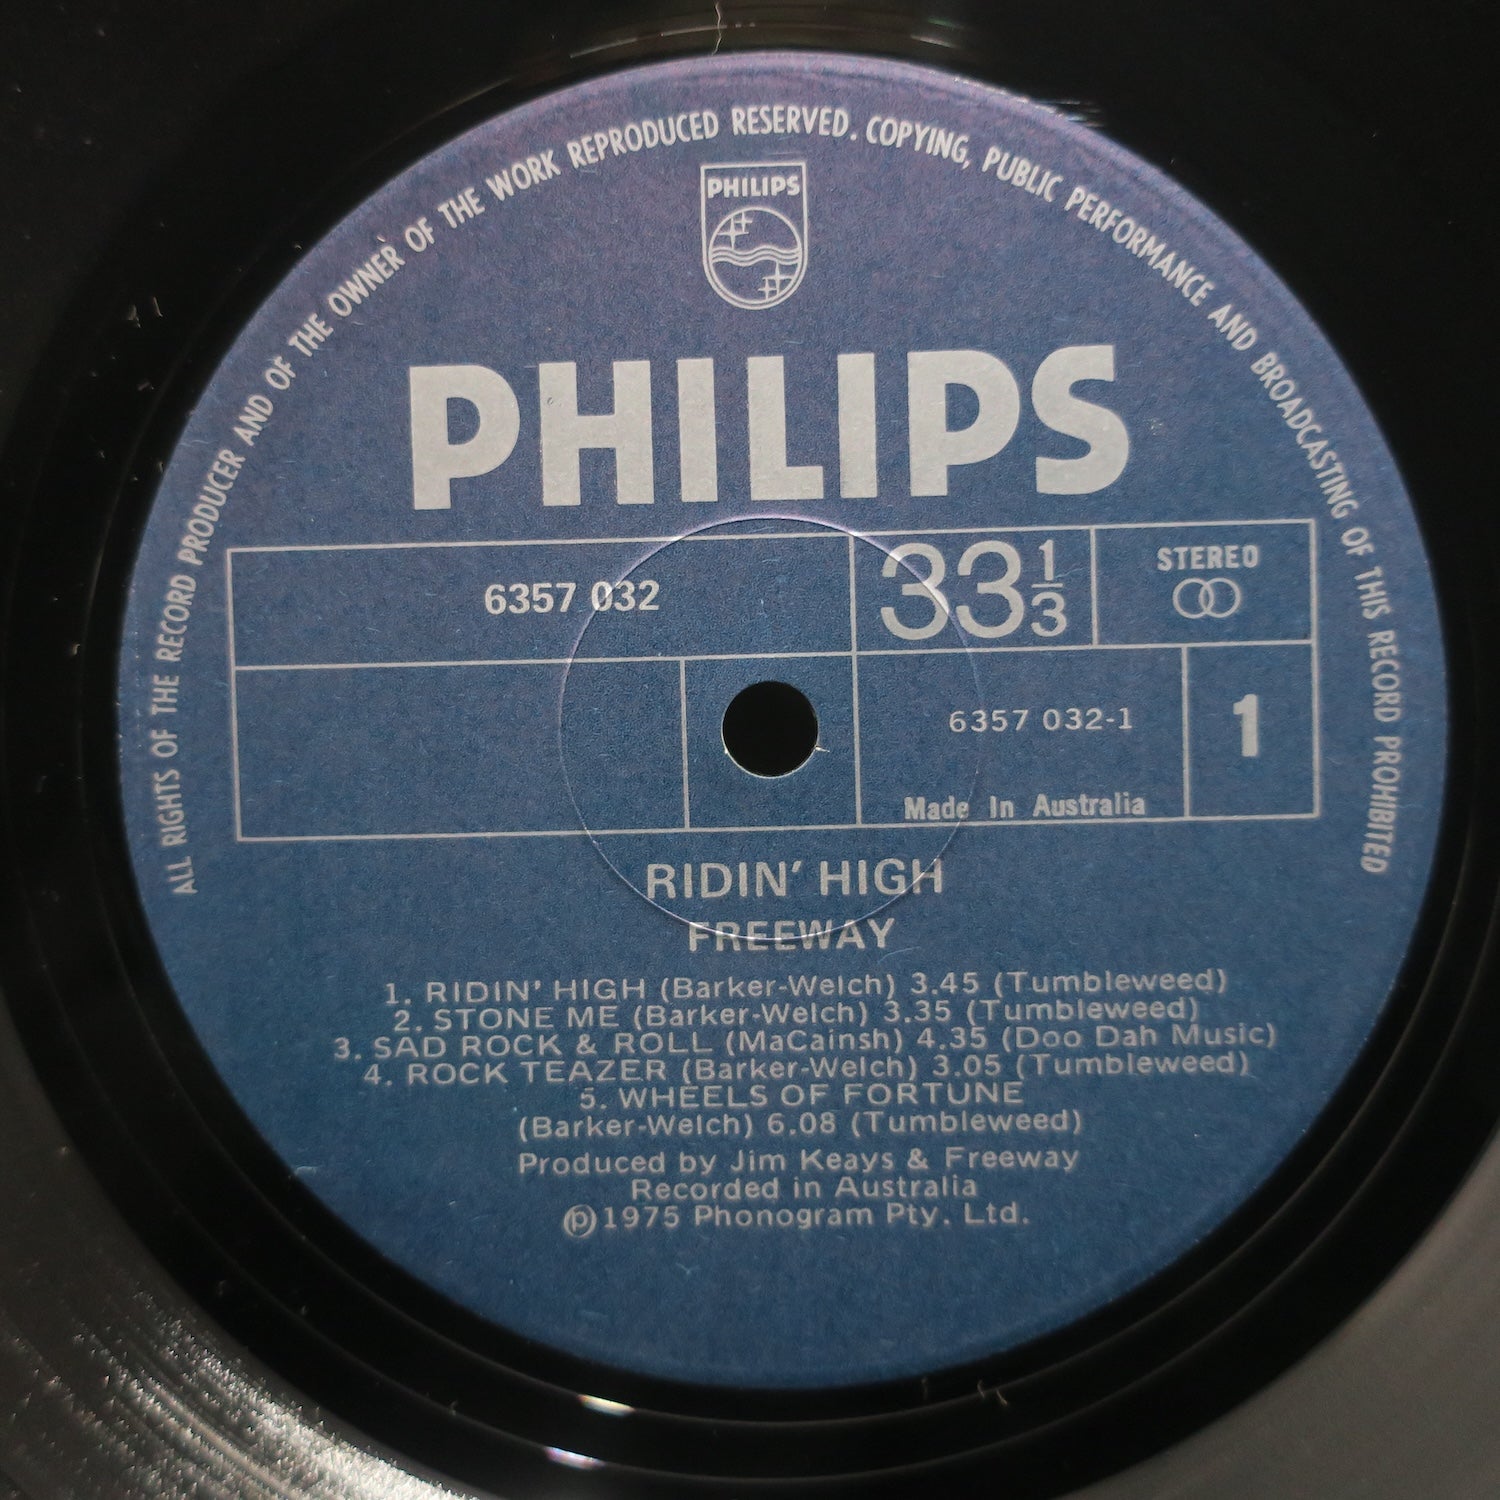 ALL RIGHTS OF THE RECORD PRODUCER AND OF THE OWNER OF THE WORK REPRODUCED RESERVED. COPYING, PUBLIC PERFORMANCE AND BROADCASTING OF THIS RECORD PROHIBITED
PHILIPS
PHILIPS
6357 032
33 1/3
STEREO
6357 032-1
1
Made In Australia
RIDIN' HIGH
FREEWAY
1. RIDIN' HIGH (Barker-Welch) 3.45 (Tumbleweed)
2. STONE ME (Barker-Welch) 3.35 (Tumbleweed)
3. SAD ROCK & ROLL (MaCainsh) 4.35 (Doo Dah Music)
4. ROCK TEAZER (Barker-Welch) 3.05 (Tumbleweed)
5. WHEELS OF FORTUNE
(Barker-Welch) 6.08 (Tumbleweed)
Produced by Jim Keays & Freeway
Recorded in Australia
℗1975 Phonogram Pty. Ltd.